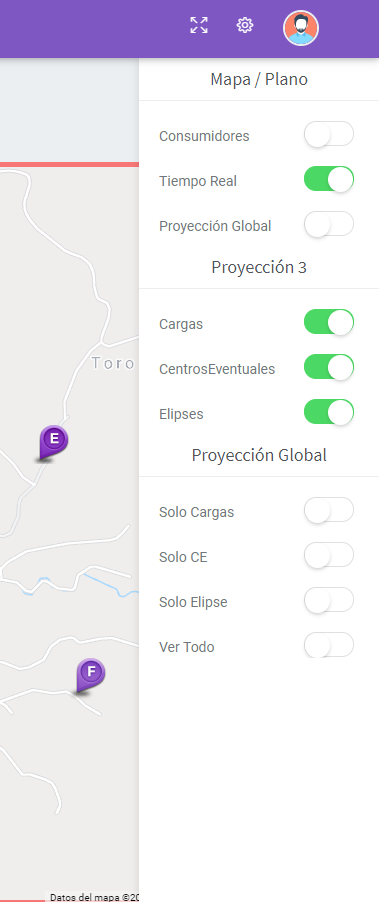 Mapa / Plano
Consumidores
Tiempo Real
Proyección Global
Proyección 3
Cargas
Toro
CentrosEventuales
Elipses
E
Proyección Global
Solo Cargas
Solo CE
Solo Elipse
Ver Todo
F
Datos del mapa ©20